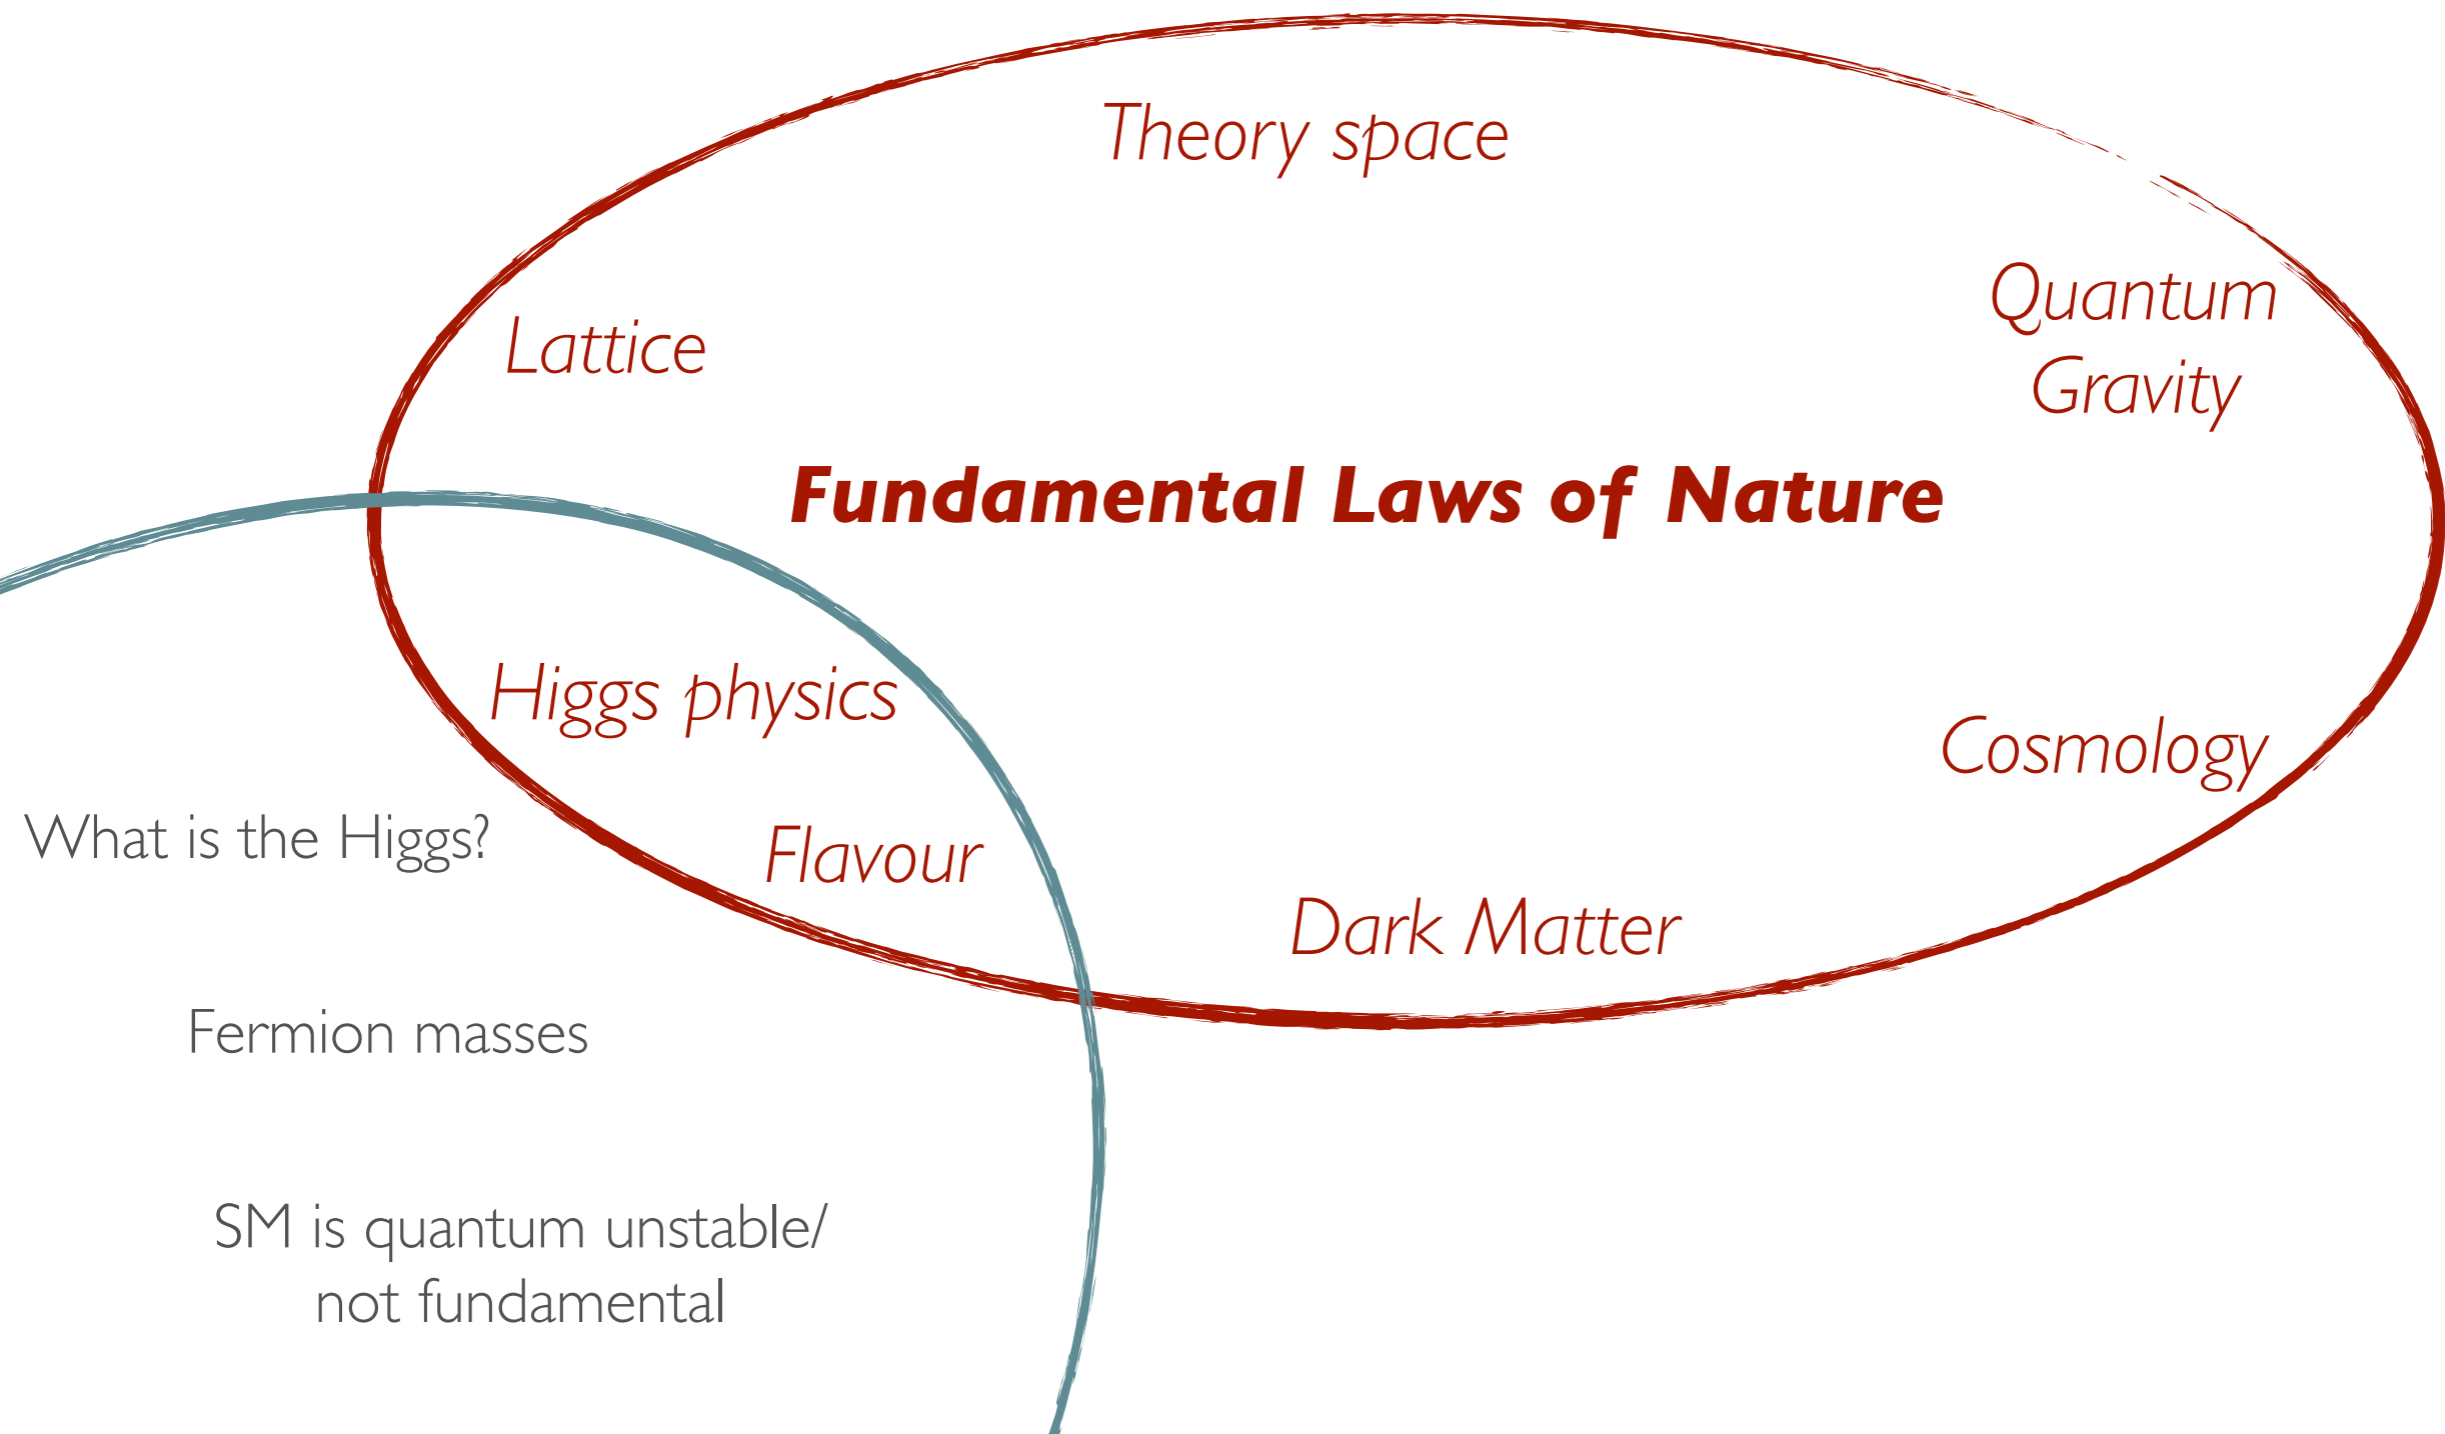 Theory space
Quantum
Gravity
Lattice
Fundamental Laws of Nature
Higgs physics
Cosmology
What is the Higgs?
Flavour
Dark Matter
Fermion masses
SM is quantum unstable/
not fundamental